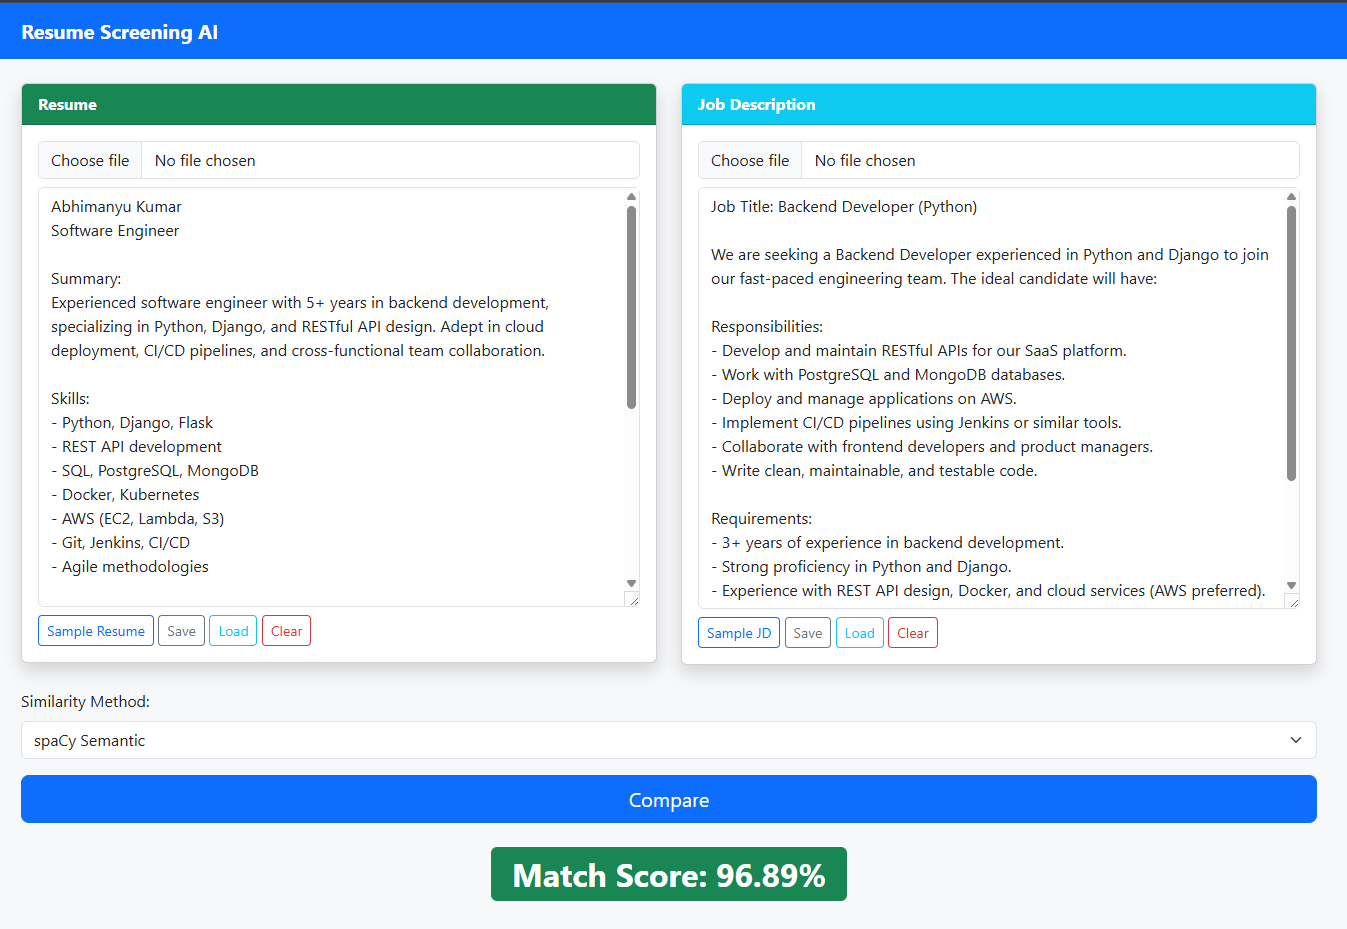 Resume Screening AI
Resume
Choose file No file chosen
Abhimanyu Kumar
Software Engineer
Summary:
Experienced software engineer with 5+ years in backend development,
specializing in Python, Django, and RESTful API design. Adept in cloud
deployment, CI/CD pipelines, and cross-functional team collaboration.
Skills:
- Python, Django, Flask
- REST API development
- SQL, PostgreSQL, MongoDB
- Docker, Kubernetes
- AWS (EC2, Lambda, S3)
- Git, Jenkins, CI/CD
- Agile methodologies
Sample Resume Save Load Clear
Job Description
Choose file No file chosen
Job Title: Backend Developer (Python)
We are seeking a Backend Developer experienced in Python and Django to join
our fast-paced engineering team. The ideal candidate will have:
Responsibilities:
- Develop and maintain RESTful APIs for our SaaS platform.
- Work with PostgreSQL and MongoDB databases.
- Deploy and manage applications on AWS.
- Implement CI/CD pipelines using Jenkins or similar tools.
- Collaborate with frontend developers and product managers.
- Write clean, maintainable, and testable code.
Requirements:
- 3+ years of experience in backend development.
- Strong proficiency in Python and Django.
- Experience with REST API design, Docker, and cloud services (AWS preferred).
Sample JD Save Load Clear
Similarity Method:
spaCy Semantic
Compare
Match Score: 96.89%